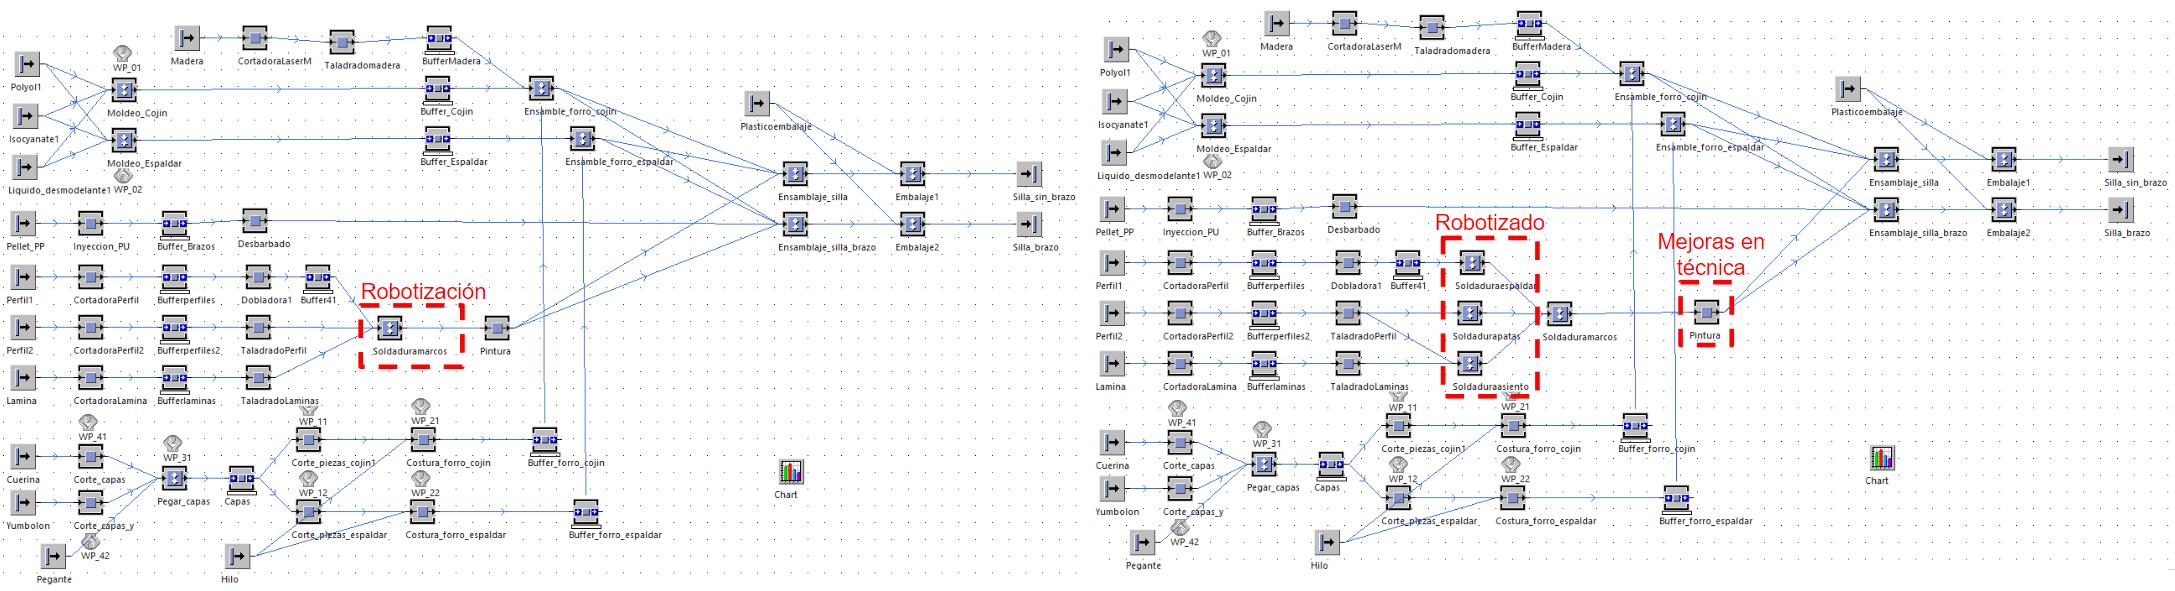 Madera
CortadoraLaserM
Taladradomadera
BufferMadera
Polyol1
WP_01
Isocyanate1
Moldeo_Cojin
Buffer_Cojin
Ensamble_forro_cojin
Plasticoembalaje
Liquido_desmodelante1
Moldeo_Espaldar
WP_02
Buffer_Espaldar
Ensamble_forro_espaldar
Ensamblaje_silla
Embalaje1
Silla_sin_brazo
Pellet_PP
Inyeccion_PU
Buffer_Brazos
Desbarbado
Ensamblaje_silla_brazo
Embalaje2
Silla_brazo
Perfil1
CortadoraPerfil
Bufferperfiles
Dobladora1
Buffer41
Robotización
Perfil2
CortadoraPerfil2
Bufferperfiles2
TaladradoPerfil
Soldaduramarcos
Pintura
Lamina
CortadoraLamina
Bufferlaminas
TaladradoLaminas
WP_41
WP_31
WP_11
WP_21
Cuerina
Corte_capas
Corte_piezas_cojin1
Costura_forro_cojin
Buffer_forro_cojin
Yumbolon
Corte_capas_y
Pegar_capas
Capas
WP_12
WP_22
Corte_piezas_espaldar
Costura_forro_espaldar
Buffer_forro_espaldar
WP_42
Pegante
Hilo
Chart
Madera
CortadoraLaserM
Taladradomadera
BufferMadera
Polyol1
WP_01
Isocyanate1
Moldeo_Cojin
Buffer_Cojin
Ensamble_forro_cojin
Plasticoembalaje
Liquido_desmodelante1
Moldeo_Espaldar
WP_02
Buffer_Espaldar
Ensamble_forro_espaldar
Ensamblaje_silla
Embalaje1
Silla_sin_brazo
Pellet_PP
Inyeccion_PU
Buffer_Brazos
Desbarbado
Robotizado
Mejoras en
técnica
Ensamblaje_silla_brazo
Embalaje2
Silla_brazo
Perfil1
CortadoraPerfil
Bufferperfiles
Dobladora1
Buffer41
Soldaduraespaldar
Perfil2
CortadoraPerfil2
Bufferperfiles2
TaladradoPerfil
Soldadurapatas
Soldaduramarcos
Pintura
Lamina
CortadoraLamina
Bufferlaminas
TaladradoLaminas
Soldaduraasiento
WP_41
WP_31
WP_11
WP_21
Cuerina
Corte_capas
Corte_piezas_cojin1
Costura_forro_cojin
Buffer_forro_cojin
Yumbolon
Corte_capas_y
Pegar_capas
Capas
WP_12
WP_22
Corte_piezas_espaldar
Costura_forro_espaldar
Buffer_forro_espaldar
WP_42
Pegante
Hilo
Chart